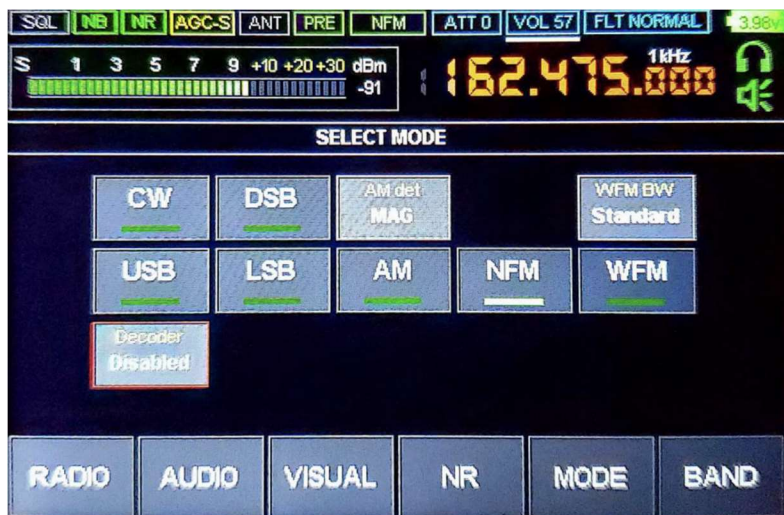 SQL NB NR AGC-S ANT PRE NFM ATT 0 VOL 57 FLT NORMAL 3.98v
S 1 3 5 7 9 +10 +20 +30 dBm
-91
1 kHz
162.475.000
SELECT MODE
CW DSB AM det MAG WFM BW Standard
USB LSB AM NFM WFM
Decoder
Disabled
RADIO AUDIO VISUAL NR MODE BAND